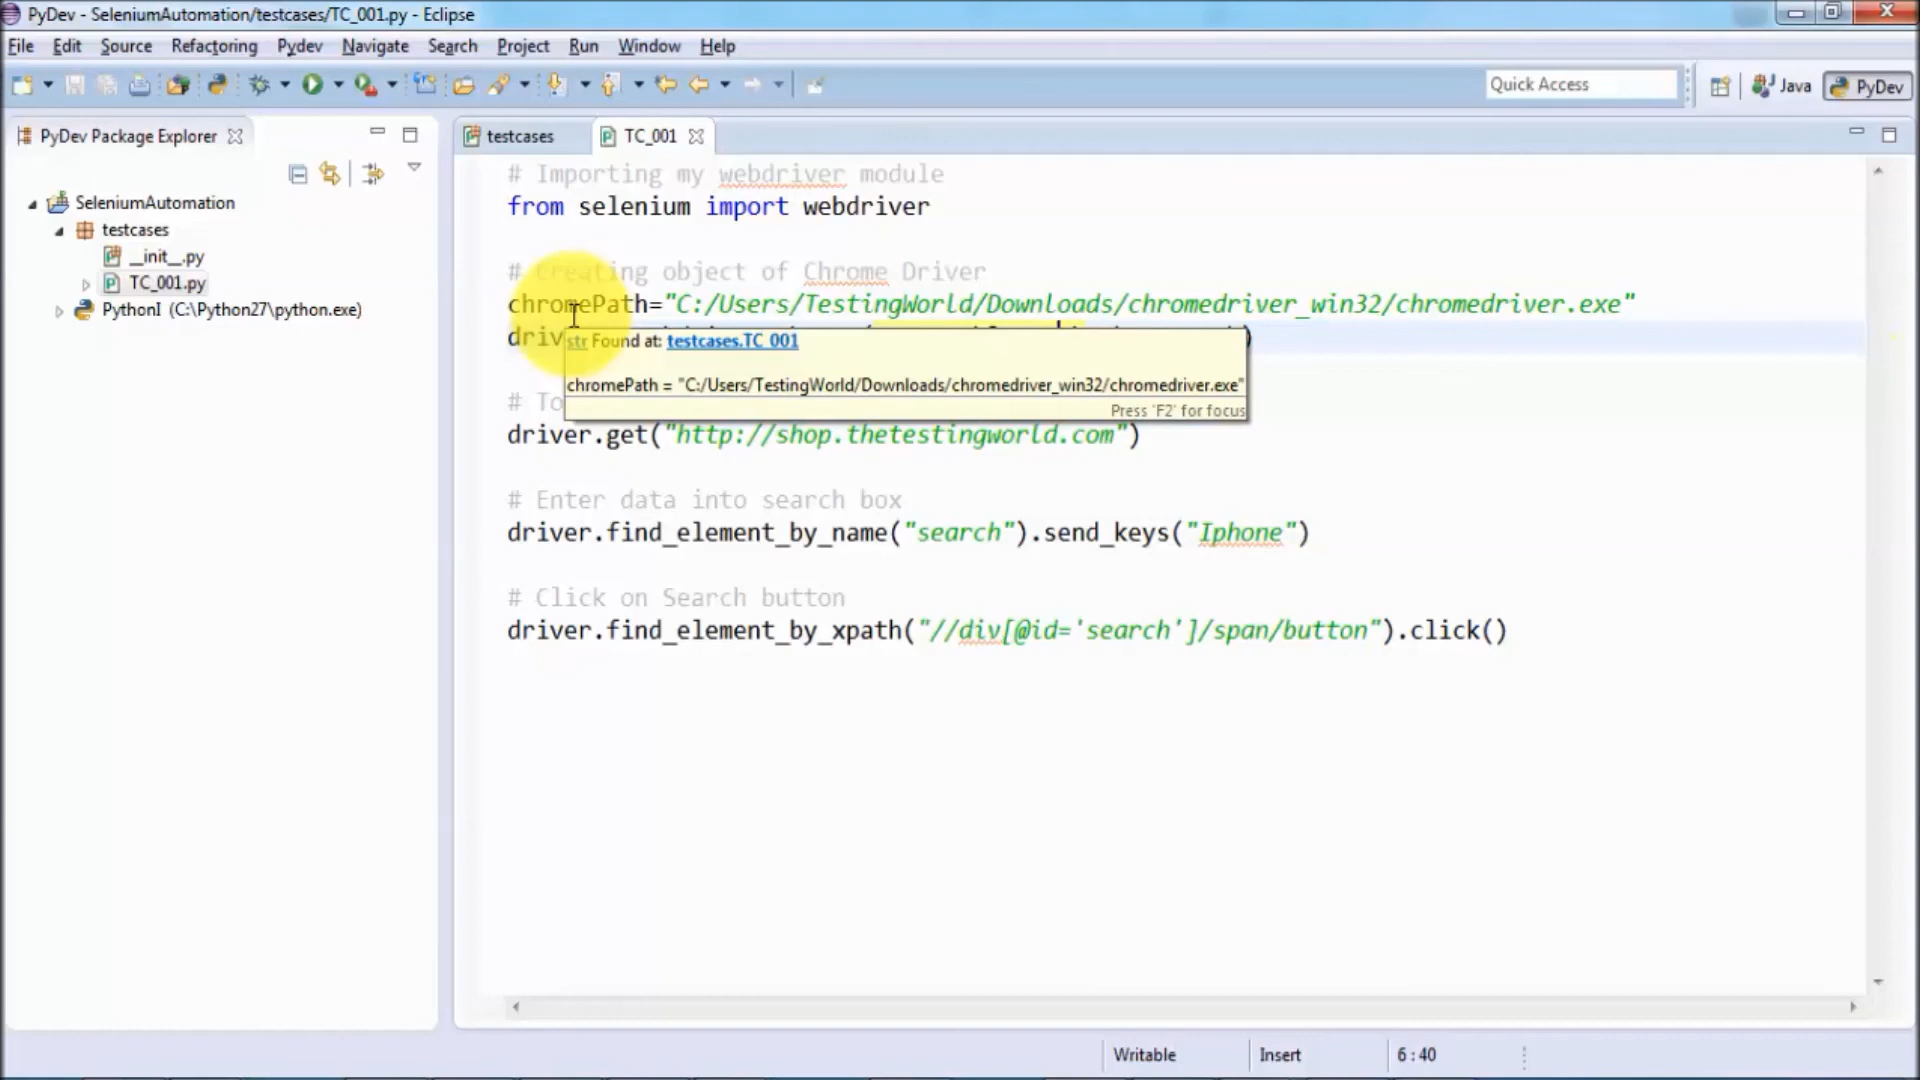 PyDev - SeleniumAutomation/testcases/TC_001.py - Eclipse
File Edit Source Refactoring Pydev Navigate Search Project Run Window Help
Quick Access
Java
PyDev
PyDev Package Explorer
testcases
TC_001
SeleniumAutomation
testcases
__init__.py
TC_001.py
PythonI (C:\Python27\python.exe)
# Importing my webdriver module
from selenium import webdriver
# Creating object of Chrome Driver
chromePath="C:/Users/TestingWorld/Downloads/chromedriver_win32/chromedriver.exe"
driv )
str Found at: testcases.TC_001
chromePath = "C:/Users/TestingWorld/Downloads/chromedriver_win32/chromedriver.exe"
Press 'F2' for focus
# To
driver.get("http://shop.thetestingworld.com")
# Enter data into search box
driver.find_element_by_name("search").send_keys("Iphone")
# Click on Search button
driver.find_element_by_xpath("//div[@id='search']/span/button").click()
Writable
Insert
6 : 40